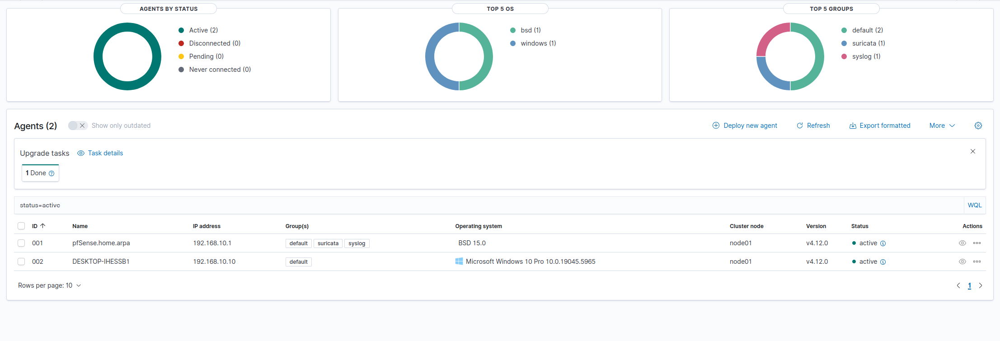 AGENTS BY STATUS
Active (2)
Disconnected (0)
Pending (0)
Never connected (0)
TOP 5 OS
bsd (1)
windows (1)
TOP 5 GROUPS
default (2)
suricata (1)
syslog (1)
Agents (2) Show only outdated Deploy new agent Refresh Export formatted More
Upgrade tasks Task details
1 Done
status=active WQL
ID Name IP address Group(s) Operating system Cluster node Version Status Actions
001 pfSense.home.arpa 192.168.10.1 default suricata syslog BSD 15.0 node01 v4.12.0 active
002 DESKTOP-IHESSB1 192.168.10.10 default Microsoft Windows 10 Pro 10.0.19045.5965 node01 v4.12.0 active
Rows per page: 10 1